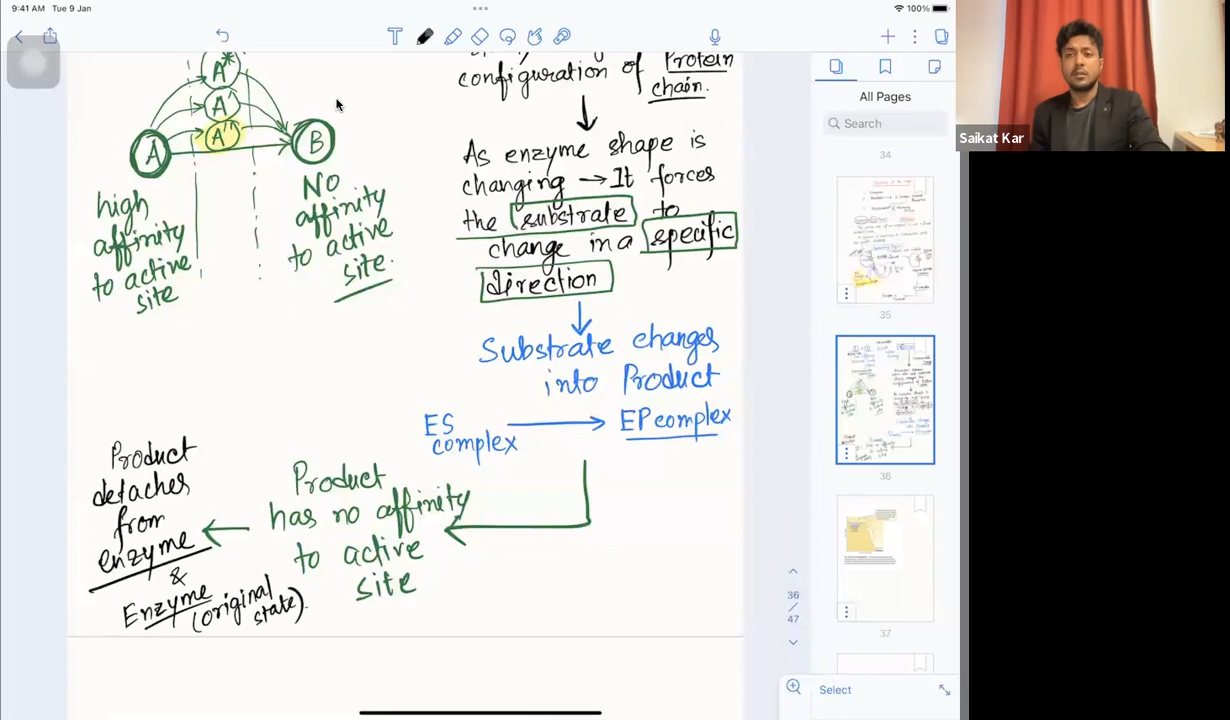 9:41 AM Tue 9 Jan
100%
A*
A'
A"
A
B
high
affinity
to active
site
NO
affinity
to active
site.
configuration of Protein
chain.
As enzyme shape is
changing → It forces
the substrate to
change in a specific
direction
Substrate changes
into Product
ES
complex
EP complex
Product
has no affinity
to active
site
Product
detaches
from
enzyme
&
Enzyme
(original
state).
All Pages
Search
34
35
36
37
36
/
47
Select
Saikat Kar